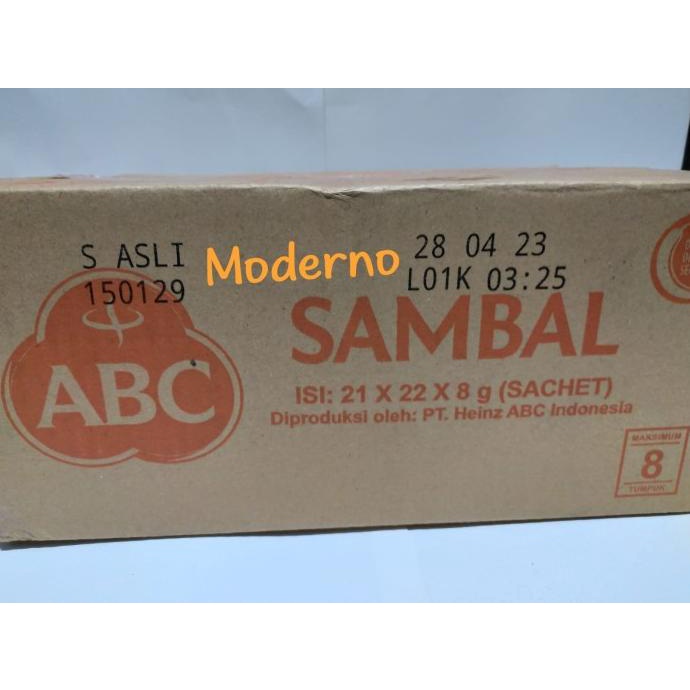 S ASLI
150129
Moderno
28 04 23
L01K 03:25
ABC
SAMBAL
ISI: 21 X 22 X 8 g (SACHET)
Diproduksi oleh: PT. Heinz ABC Indonesia
MAKSIMUM
8
TUMPUK